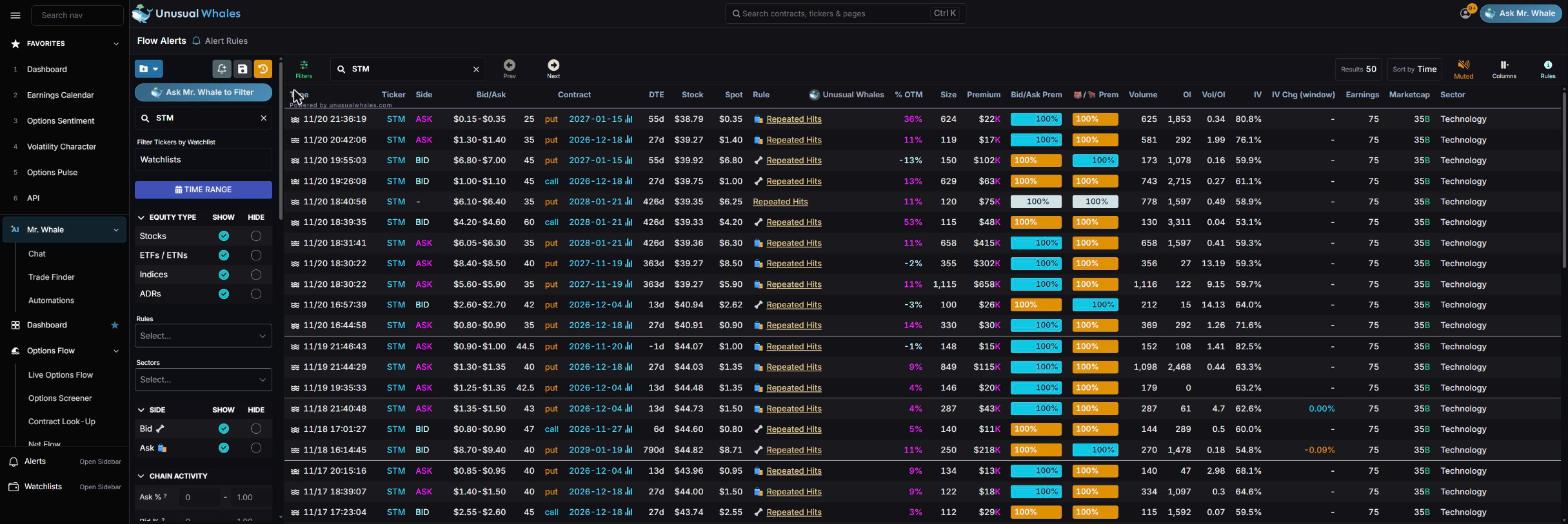 Search nav
Unusual Whales
Search contracts, tickers & pages
Ctrl K
9+
Ask Mr. Whale
FAVORITES
1 Dashboard
2 Earnings Calendar
3 Options Sentiment
4 Volatility Character
5 Options Pulse
6 API
AI Mr. Whale
Chat
Trade Finder
Automations
Dashboard
Options Flow
Live Options Flow
Options Screener
Contract Look-Up
Net Flow
Alerts Open Sidebar
Watchlists Open Sidebar
Flow Alerts Alert Rules
Ask Mr. Whale to Filter
STM
Filter Tickers by Watchlist
Watchlists
TIME RANGE
EQUITY TYPE SHOW HIDE
Stocks
ETFs / ETNs
Indices
ADRs
Rules
Select...
Sectors
Select...
SIDE SHOW HIDE
Bid
Ask
CHAIN ACTIVITY
Ask % ? 0 - 1.00
Filters
STM
Prev
Next
Results 50
Sort by Time
Muted
Columns
Rules
Ticker Side Bid/Ask Contract DTE Stock Spot Rule Unusual Whales % OTM Size Premium Bid/Ask Prem / Prem Volume OI Vol/OI IV IV Chg (window) Earnings Marketcap Sector
Powered by unusualwhales.com
11/20 21:36:19 STM ASK $0.15-$0.35 25 put 2027-01-15 55d $38.79 $0.35 Repeated Hits 36% 624 $22K 100% 100% 625 1,853 0.34 80.8% - 75 35B Technology
11/20 20:42:06 STM ASK $1.30-$1.40 35 put 2026-12-18 27d $39.27 $1.40 Repeated Hits 11% 119 $17K 100% 100% 581 292 1.99 76.1% - 75 35B Technology
11/20 19:55:03 STM BID $6.80-$7.00 45 put 2027-01-15 55d $39.92 $6.80 Repeated Hits -13% 150 $102K 100% 100% 173 1,078 0.16 59.9% - 75 35B Technology
11/20 19:26:08 STM BID $1.00-$1.10 45 call 2026-12-18 27d $39.75 $1.00 Repeated Hits 13% 629 $63K 100% 100% 743 2,715 0.27 61.1% - 75 35B Technology
11/20 18:40:56 STM - $6.10-$6.40 35 put 2028-01-21 426d $39.35 $6.25 Repeated Hits 11% 120 $75K 100% 100% 778 1,597 0.49 58.9% - 75 35B Technology
11/20 18:39:35 STM BID $4.20-$4.60 60 call 2028-01-21 426d $39.33 $4.20 Repeated Hits 53% 115 $48K 100% 100% 130 3,311 0.04 53.1% - 75 35B Technology
11/20 18:31:41 STM ASK $6.05-$6.30 35 put 2028-01-21 426d $39.36 $6.30 Repeated Hits 11% 658 $415K 100% 100% 658 1,597 0.41 59.3% - 75 35B Technology
11/20 18:30:22 STM ASK $8.40-$8.50 40 put 2027-11-19 363d $39.27 $8.50 Repeated Hits -2% 355 $302K 100% 100% 356 27 13.19 59.3% - 75 35B Technology
11/20 18:30:22 STM ASK $5.60-$5.90 35 put 2027-11-19 363d $39.27 $5.90 Repeated Hits 11% 1,115 $658K 100% 100% 1,116 122 9.15 59.7% - 75 35B Technology
11/20 16:57:39 STM BID $2.60-$2.70 42 put 2026-12-04 13d $40.94 $2.62 Repeated Hits -3% 100 $26K 100% 100% 212 15 14.13 64.0% - 75 35B Technology
11/20 16:44:58 STM ASK $0.80-$0.90 35 put 2026-12-18 27d $40.91 $0.90 Repeated Hits 14% 330 $30K 100% 100% 369 292 1.26 71.6% - 75 35B Technology
11/19 21:46:43 STM ASK $0.90-$1.00 44.5 put 2026-11-20 -1d $44.07 $1.00 Repeated Hits -1% 148 $15K 100% 100% 152 108 1.41 82.5% - 75 35B Technology
11/19 21:44:29 STM ASK $1.30-$1.35 40 put 2026-12-18 27d $44.03 $1.35 Repeated Hits 9% 849 $115K 100% 100% 1,098 2,468 0.44 63.3% - 75 35B Technology
11/19 19:35:33 STM ASK $1.25-$1.35 42.5 put 2026-12-04 13d $44.48 $1.35 Repeated Hits 4% 146 $20K 100% 100% 179 0 63.2% - 75 35B Technology
11/18 21:40:48 STM ASK $1.35-$1.50 43 put 2026-12-04 13d $44.73 $1.50 Repeated Hits 4% 287 $43K 100% 100% 287 61 4.7 62.6% 0.00% 75 35B Technology
11/18 17:01:27 STM BID $0.80-$0.90 47 call 2026-11-27 6d $44.60 $0.80 Repeated Hits 5% 140 $11K 100% 100% 144 289 0.5 60.0% - 75 35B Technology
11/18 16:14:45 STM BID $8.70-$9.40 40 put 2029-01-19 790d $44.82 $8.71 Repeated Hits 11% 250 $218K 100% 100% 270 1,478 0.18 54.8% -0.09% 75 35B Technology
11/17 20:15:16 STM ASK $0.85-$0.95 40 put 2026-12-04 13d $43.96 $0.95 Repeated Hits 9% 134 $13K 100% 100% 140 47 2.98 68.1% - 75 35B Technology
11/17 18:39:07 STM ASK $1.40-$1.50 40 put 2026-12-18 27d $44.00 $1.50 Repeated Hits 9% 122 $18K 100% 100% 334 1,097 0.3 64.6% - 75 35B Technology
11/17 17:23:04 STM BID $2.55-$2.60 45 call 2026-12-18 27d $43.74 $2.55 Repeated Hits 3% 112 $29K 100% 100% 115 1,592 0.07 59.5% - 75 35B Technology